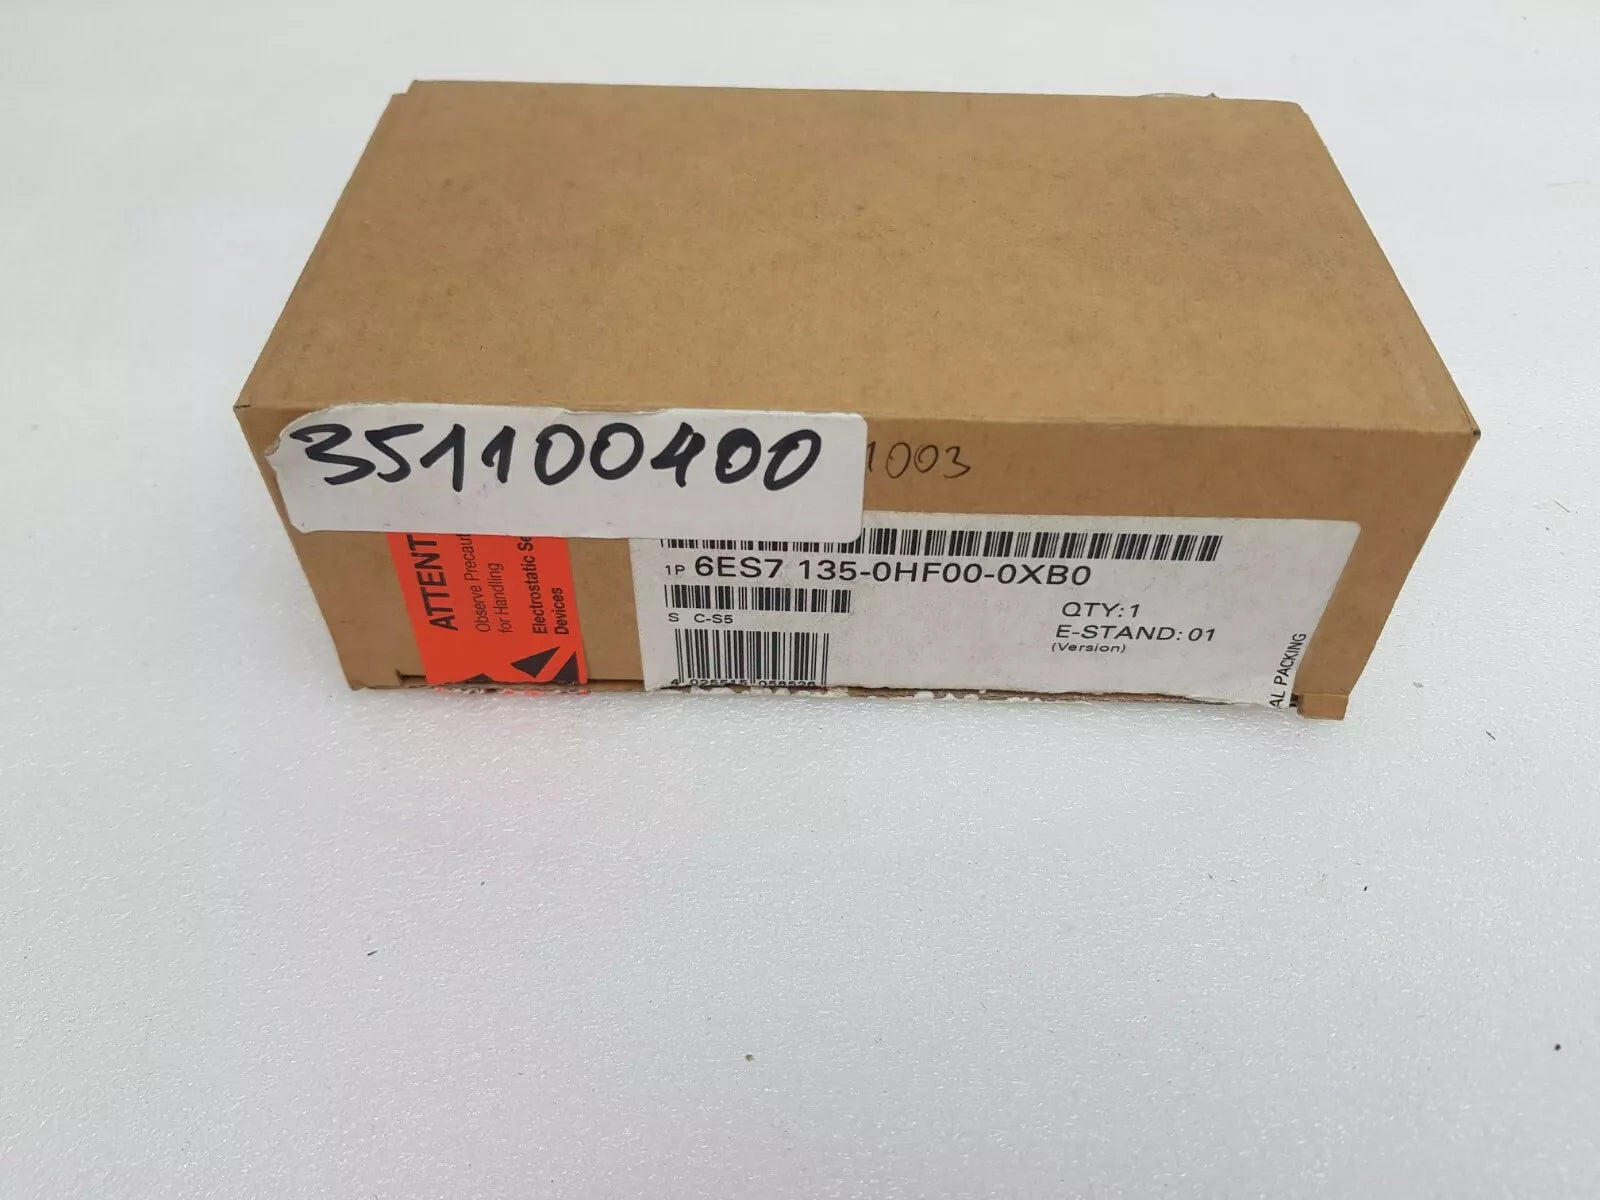 351100400
1003
ATTENT
Observe Precaut
for Handling
Electrostatic Se
Devices
1P 6ES7 135-0HF00-0XB0
S C-S5
QTY: 1
E-STAND: 01
(Version)
AL PACKING